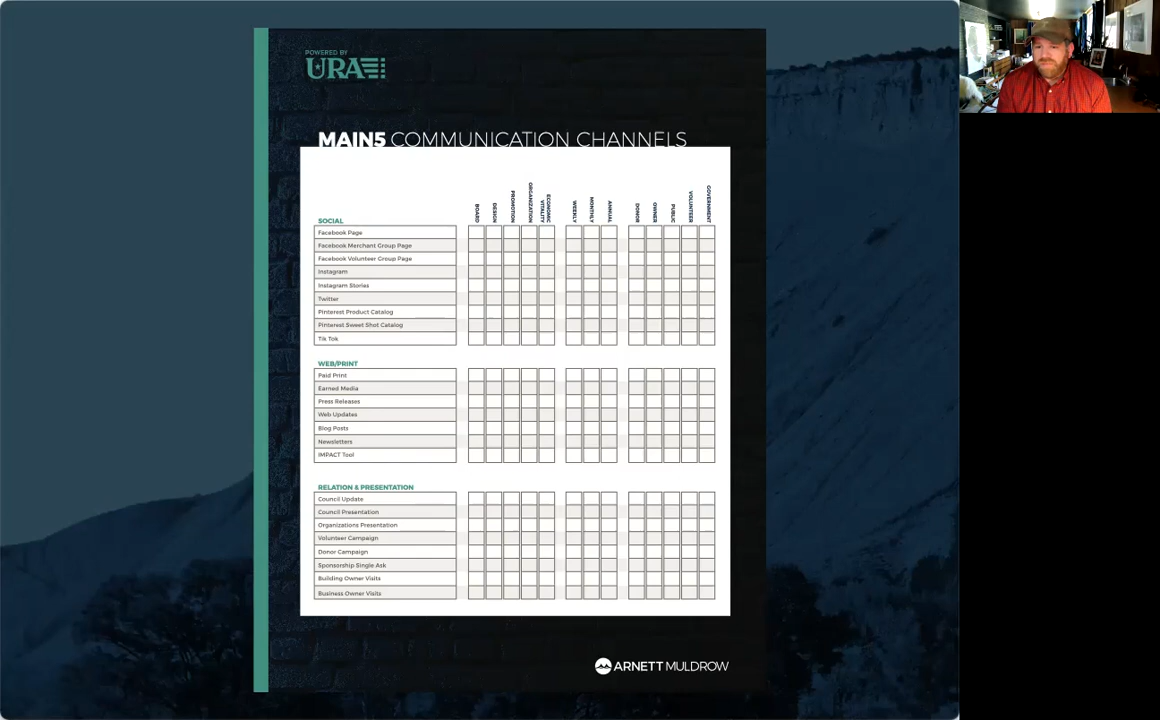 POWERED BY
URA
MAIN5 COMMUNICATION CHANNELS
BOARD
DESIGN
PROMOTION
ORGANIZATION
ECONOMIC
VITALITY
WEEKLY
MONTHLY
ANNUAL
DONOR
OWNER
PUBLIC
VOLUNTEER
GOVERNMENT
SOCIAL
Facebook Page
Facebook Merchant Group Page
Facebook Volunteer Group Page
Instagram
Instagram Stories
Twitter
Pinterest Product Catalog
Pinterest Sweet Shot Catalog
Tik Tok
WEB/PRINT
Paid Print
Earned Media
Press Releases
Web Updates
Blog Posts
Newsletters
IMPACT Tool
RELATION & PRESENTATION
Council Update
Council Presentation
Organizations Presentation
Volunteer Campaign
Donor Campaign
Sponsorship Single Ask
Building Owner Visits
Business Owner Visits
ARNETT MULDROW